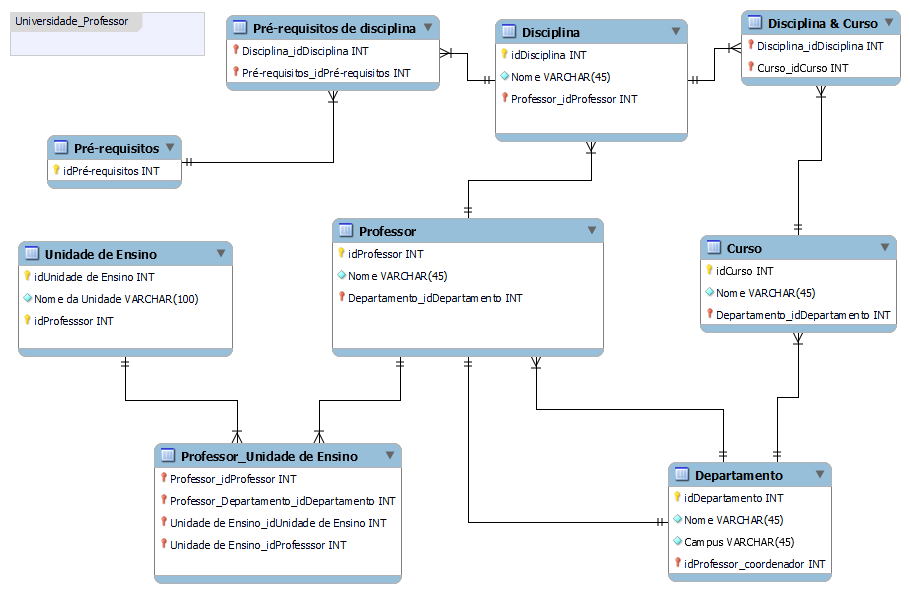 Universidade_Professor
Pré-requisitos de disciplina
Disciplina_idDisciplina INT
Pré-requisitos_idPré-requisitos INT
Disciplina
idDisciplina INT
Nome VARCHAR(45)
Professor_idProfessor INT
Disciplina & Curso
Disciplina_idDisciplina INT
Curso_idCurso INT
Pré-requisitos
idPré-requisitos INT
Unidade de Ensino
idUnidade de Ensino INT
Nome da Unidade VARCHAR(100)
idProfesssor INT
Professor
idProfessor INT
Nome VARCHAR(45)
Departamento_idDepartamento INT
Curso
idCurso INT
Nome VARCHAR(45)
Departamento_idDepartamento INT
Professor_Unidade de Ensino
Professor_idProfessor INT
Professor_Departamento_idDepartamento INT
Unidade de Ensino_idUnidade de Ensino INT
Unidade de Ensino_idProfesssor INT
Departamento
idDepartamento INT
Nome VARCHAR(45)
Campus VARCHAR(45)
idProfessor_coordenador INT